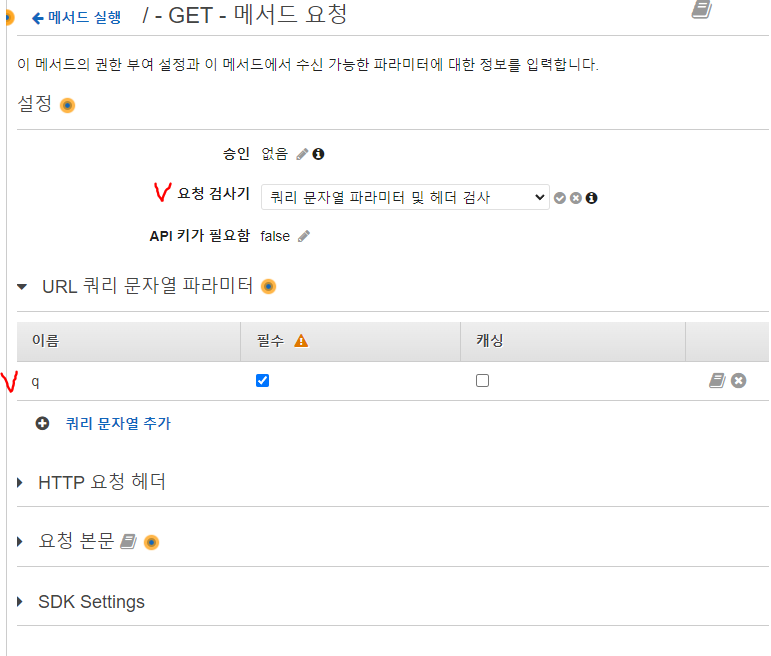 메서드 실행 / - GET - 메서드 요청
이 메서드의 권한 부여 설정과 이 메서드에서 수신 가능한 파라미터에 대한 정보를 입력합니다.
설정
승인 없음
요청 검사기 쿼리 문자열 파라미터 및 헤더 검사
API 키가 필요함 false
URL 쿼리 문자열 파라미터
이름 필수 캐싱
q
쿼리 문자열 추가
HTTP 요청 헤더
요청 본문
SDK Settings